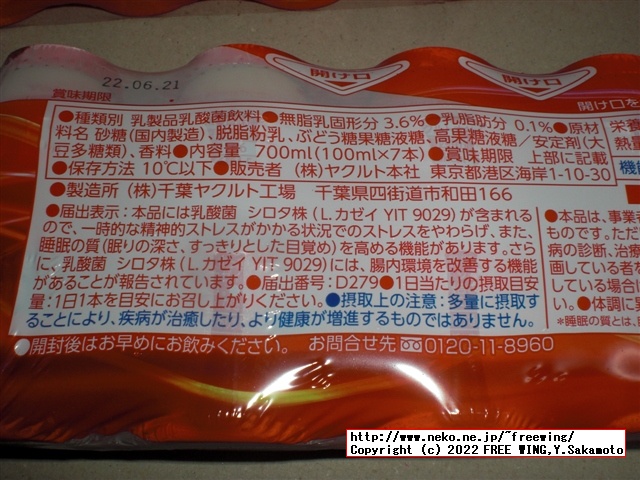 22.06.21
賞味期限
開け口
開け口
開け口を
●種類別 乳製品乳酸菌飲料●無脂乳固形分 3.6%●乳脂肪分 0.1%●原材
料名 砂糖(国内製造)、脱脂粉乳、ぶどう糖果糖液糖、高果糖液糖/安定剤(大
豆多糖類)、香料●内容量 700ml(100ml×7本)●賞味期限 上部に記載
●保存方法 10℃以下●販売者 (株)ヤクルト本社 東京都港区海岸1-10-30
●製造所 (株)千葉ヤクルト工場 千葉県四街道市和田166
●届出表示:本品には乳酸菌 シロタ株(L.カゼイ YIT 9029)が含まれる
ので、一時的な精神的ストレスがかかる状況でのストレスをやわらげ、また、
睡眠の質(眠りの深さ、すっきりとした目覚め)を高める機能があります。さら
に、乳酸菌 シロタ株(L.カゼイ YIT 9029)には、腸内環境を改善する機能
があることが報告されています。●届出番号:D279●1日当たりの摂取目安
量:1日1本を目安にお召し上がりください。●摂取上の注意:多量に摂取す
ることにより、疾病が治癒したり、より健康が増進するものではありません。
●開封後はお早めにお飲みください。 お問合せ先 0120-11-8960
栄養
熱量
機能
●本品は、事業
ものです。ただ
病の診断、治療
画している者
している場合は
●体調に
*睡眠の質とは、
http://www.neko.ne.jp/~freewing/
Copyright (c) 2022 FREE WING,Y.Sakamoto